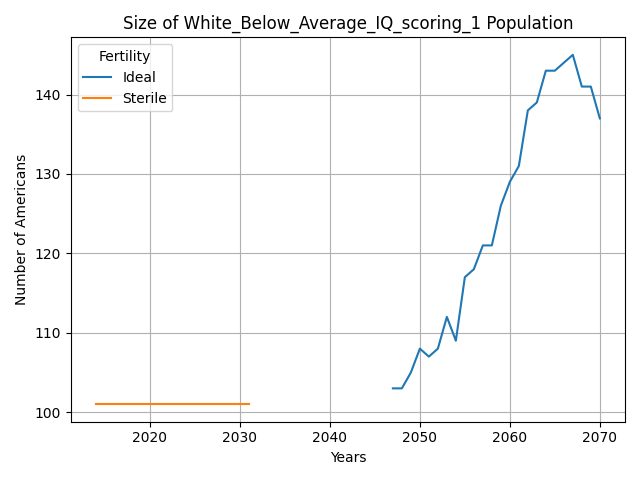 Size of White_Below_Average_IQ_scoring_1 Population
Fertility
Ideal
Sterile
Number of Americans
140
130
120
110
100
2020 2030 2040 2050 2060 2070
Years